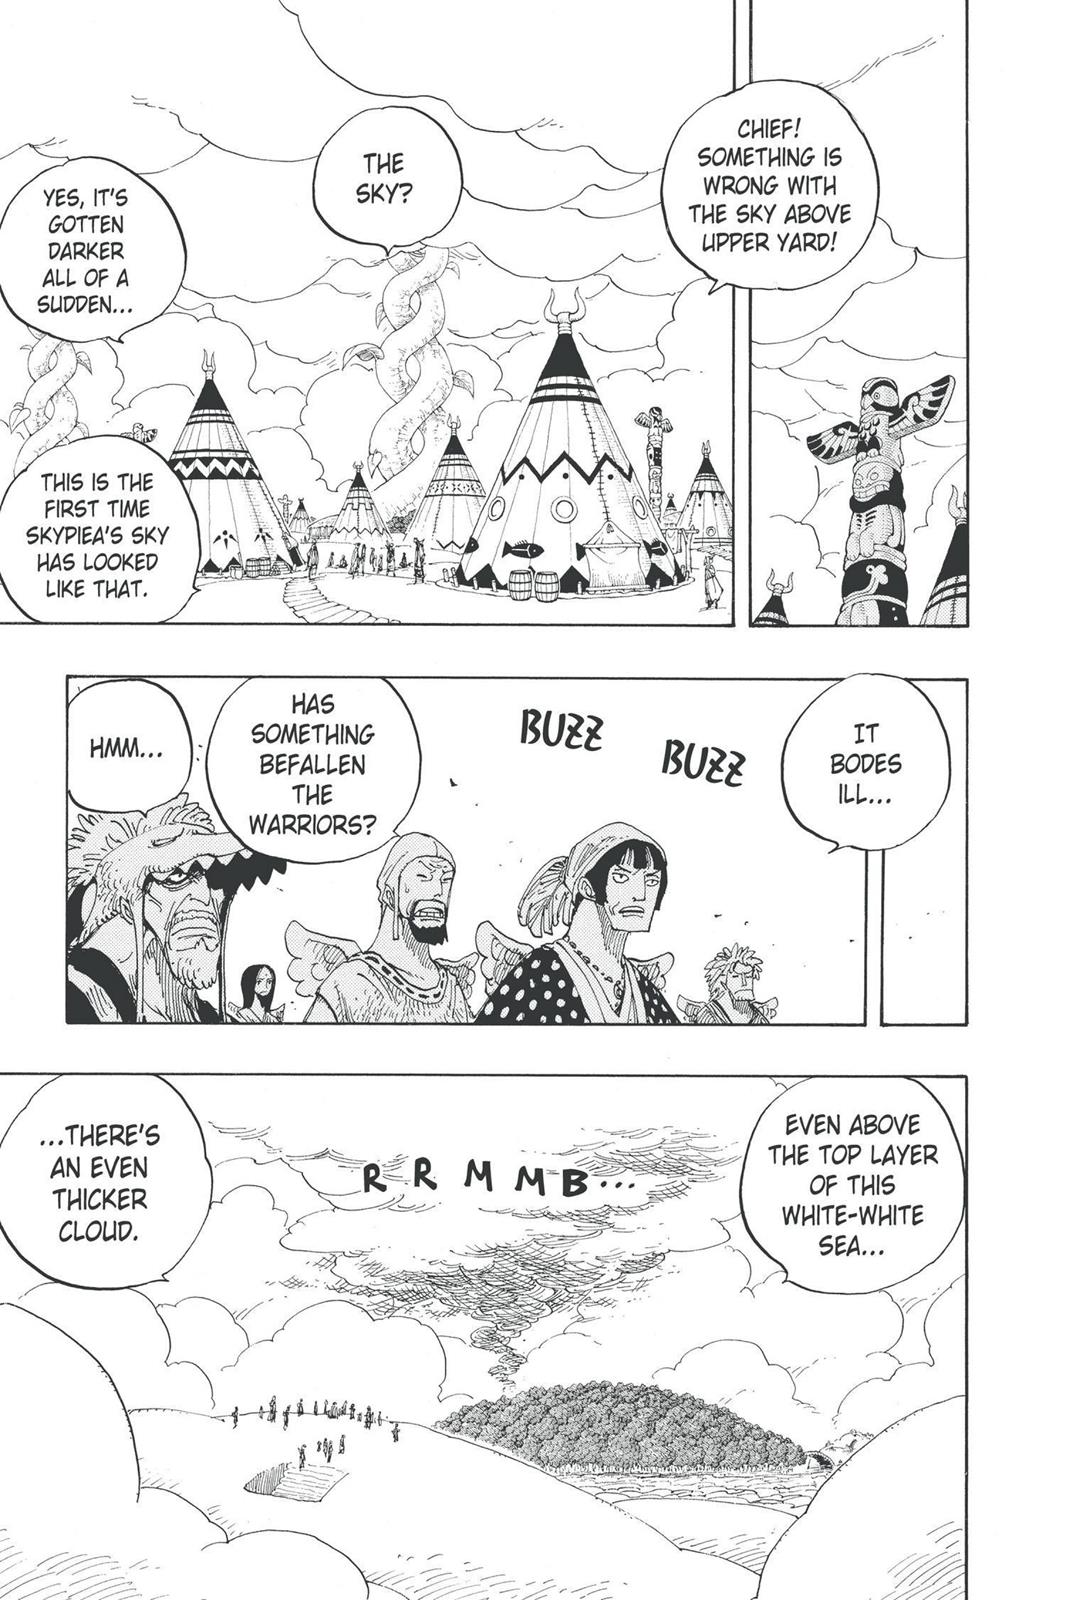 CHIEF!
SOMETHING IS
WRONG WITH
THE SKY ABOVE
UPPER YARD!
THE
SKY?
YES, IT'S
GOTTEN
DARKER
ALL OF A
SUDDEN...
THIS IS THE
FIRST TIME
SKYPIEA'S SKY
HAS LOOKED
LIKE THAT.
IT
BODES
ILL...
BUZZ
BUZZ
HAS
SOMETHING
BEFALLEN
THE
WARRIORS?
HMM...
EVEN ABOVE
THE TOP LAYER
OF THIS
WHITE-WHITE
SEA...
RRMMB...
...THERE'S
AN EVEN
THICKER
CLOUD.